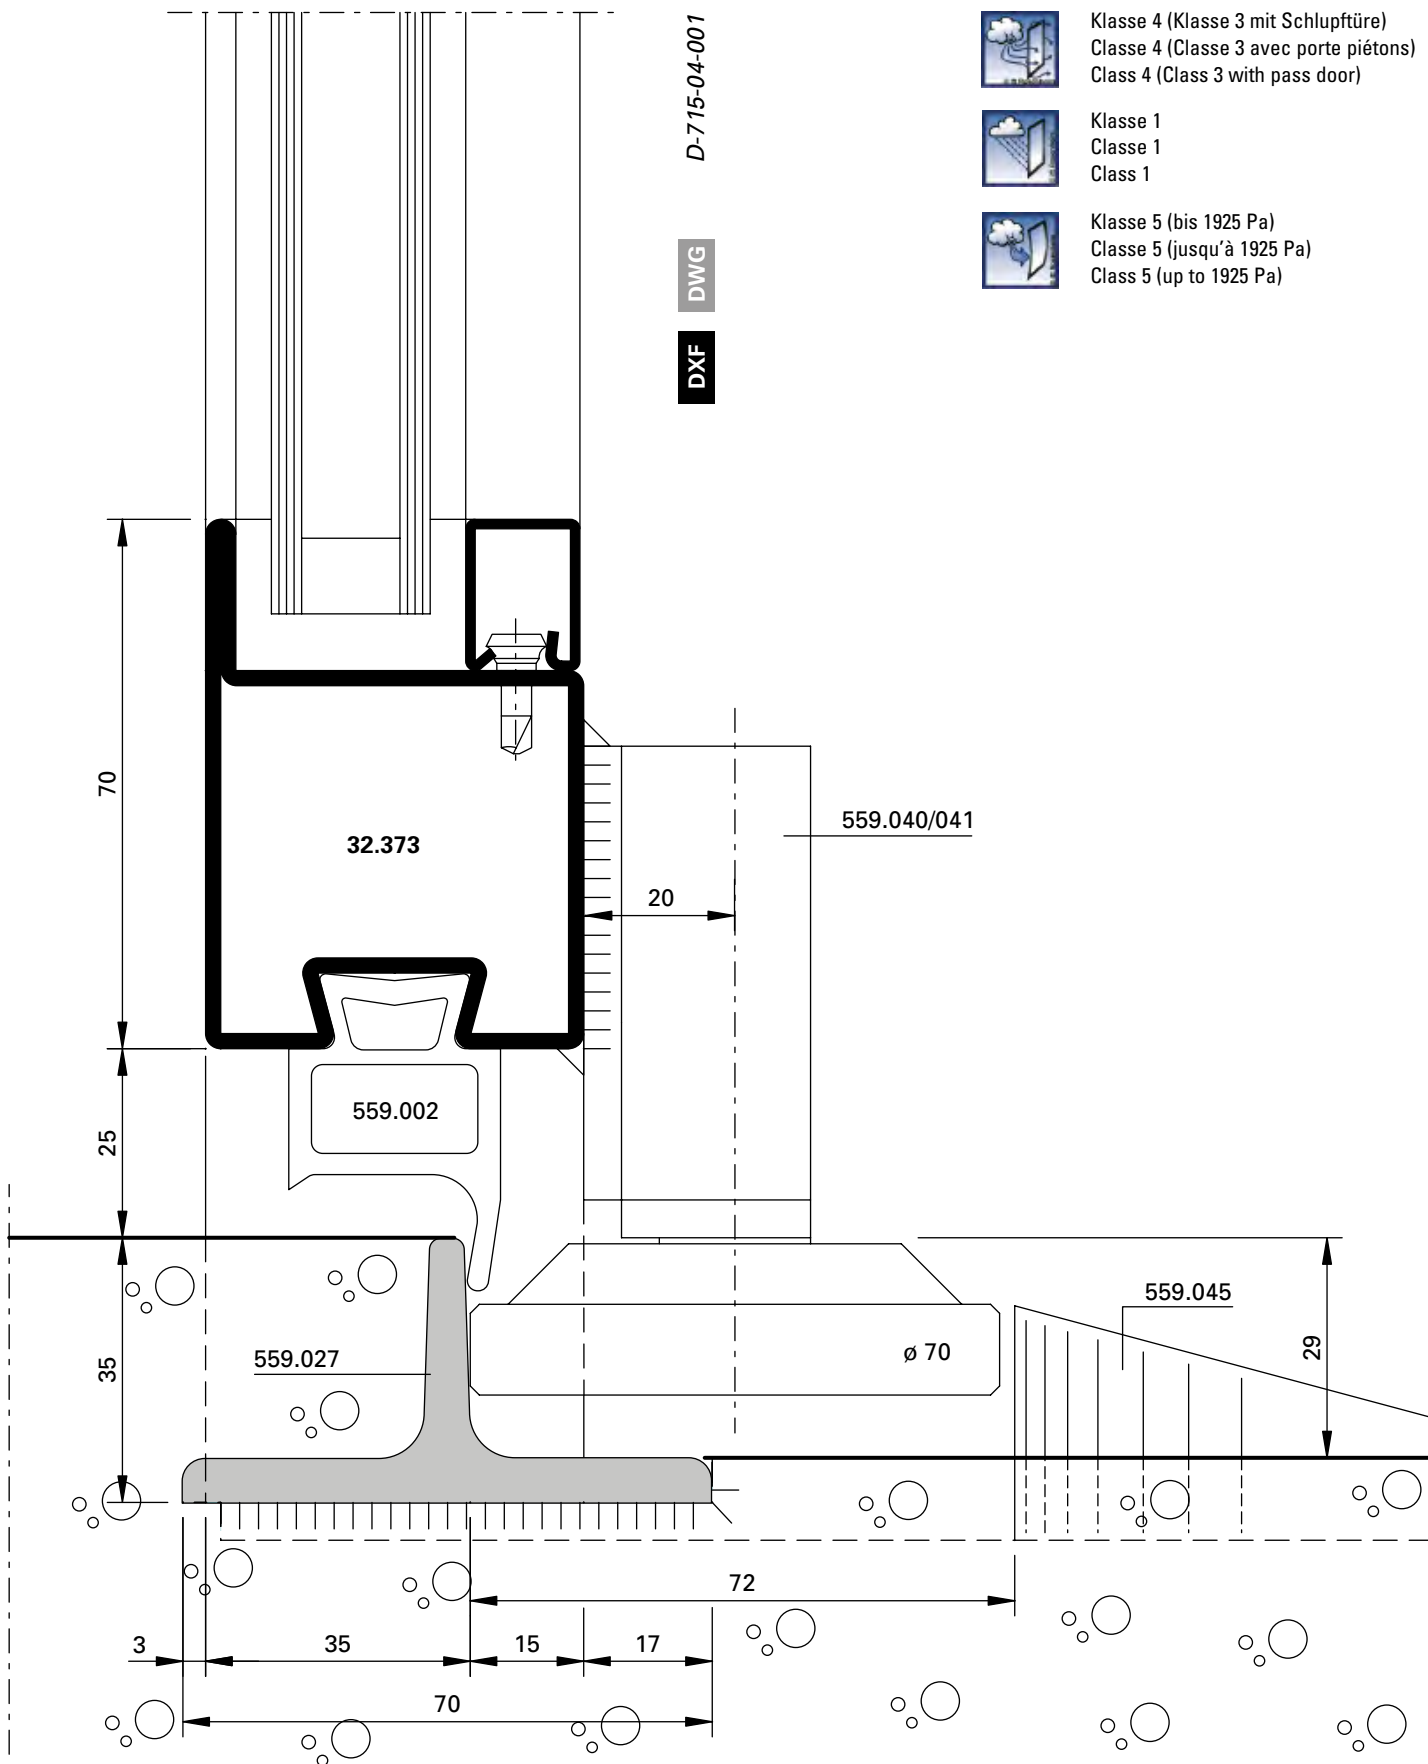 D-715-04-001
DWG
DXF
Klasse 4 (Klasse 3 mit Schlupftüre)
Classe 4 (Classe 3 avec porte piétons)
Class 4 (Class 3 with pass door)
Klasse 1
Classe 1
Class 1
Klasse 5 (bis 1925 Pa)
Classe 5 (jusqu'à 1925 Pa)
Class 5 (up to 1925 Pa)
70
32.373
559.040/041
20
25
559.002
35
559.027
ø 70
559.045
29
72
3
35
15
17
70